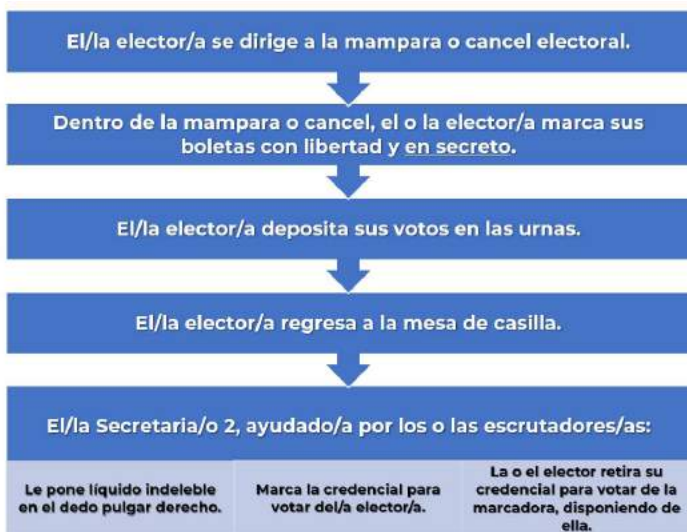 El/la elector/a se dirige a la mampara o cancel electoral.
Dentro de la mampara o cancel, el o la elector/a marca sus
boletas con libertad y en secreto.
El/la elector/a deposita sus votos en las urnas.
El/la elector/a regresa a la mesa de casilla.
El/la Secretaria/o 2, ayudado/a por los o las escrutadores/as:
Le pone líquido indeleble
en el dedo pulgar derecho.
Marca la credencial para
votar del/a elector/a.
La o el elector retira su
credencial para votar de la
marcadora, disponiendo de
ella.